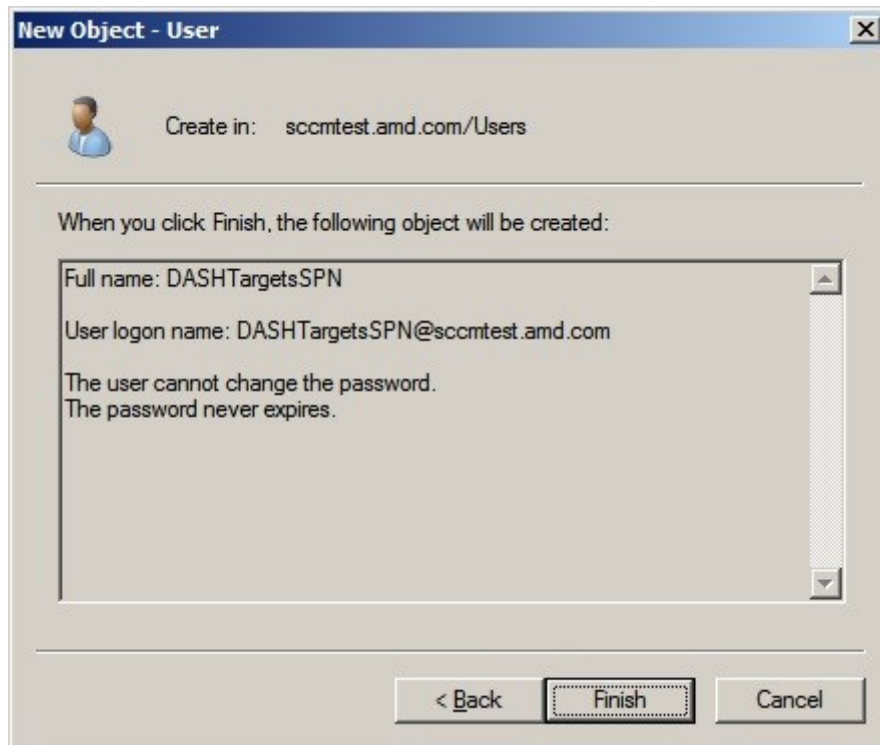 New Object - User
Create in: sccmtest.amd.com/Users
When you click Finish, the following object will be created:
Full name: DASHTargetsSPN
User logon name: DASHTargetsSPN@sccmtest.amd.com
The user cannot change the password.
The password never expires.
< Back Finish Cancel